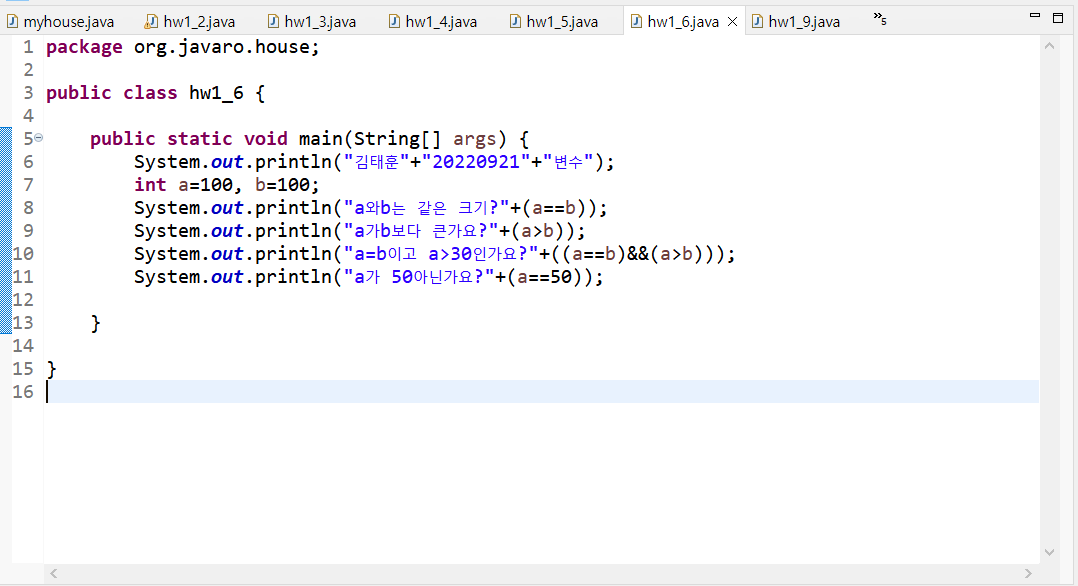 myhouse.java hw1_2.java hw1_3.java hw1_4.java hw1_5.java hw1_6.java hw1_9.java »5
1 package org.javaro.house;
2
3 public class hw1_6 {
4
5 public static void main(String[] args) {
6 System.out.println("김태훈"+"20220921"+"변수");
7 int a=100, b=100;
8 System.out.println("a와b는 같은 크기?"+(a==b));
9 System.out.println("a가b보다 큰가요?"+(a>b));
10 System.out.println("a=b이고 a>30인가요?"+((a==b)&&(a>b)));
11 System.out.println("a가 50아닌가요?"+(a==50));
12
13 }
14
15 }
16